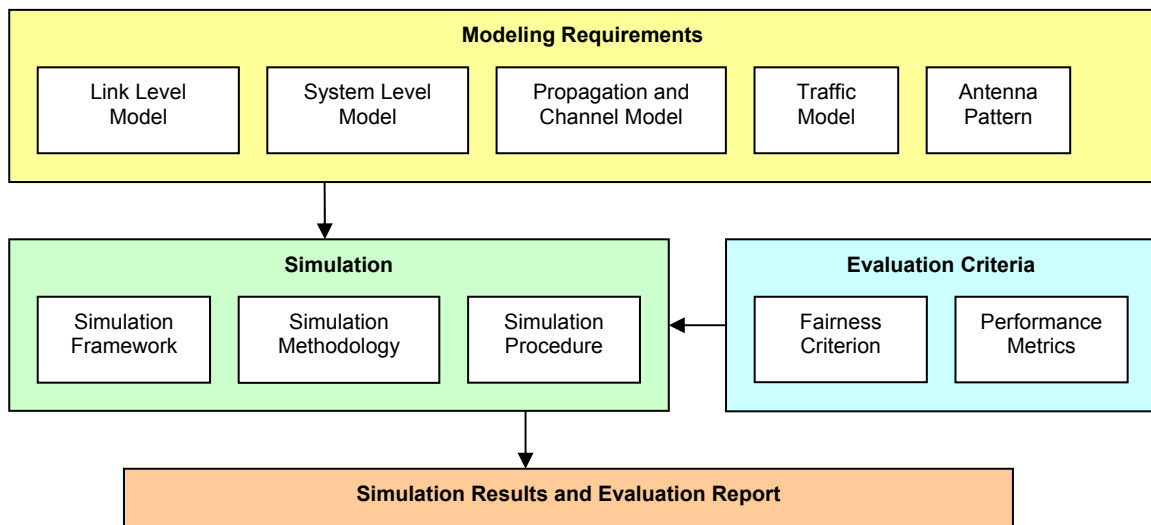 Modeling Requirements
Link Level
Model
System Level
Model
Propagation and
Channel Model
Traffic
Model
Antenna
Pattern
Simulation
Simulation
Framework
Simulation
Methodology
Simulation
Procedure
Evaluation Criteria
Fairness
Criterion
Performance
Metrics
Simulation Results and Evaluation Report